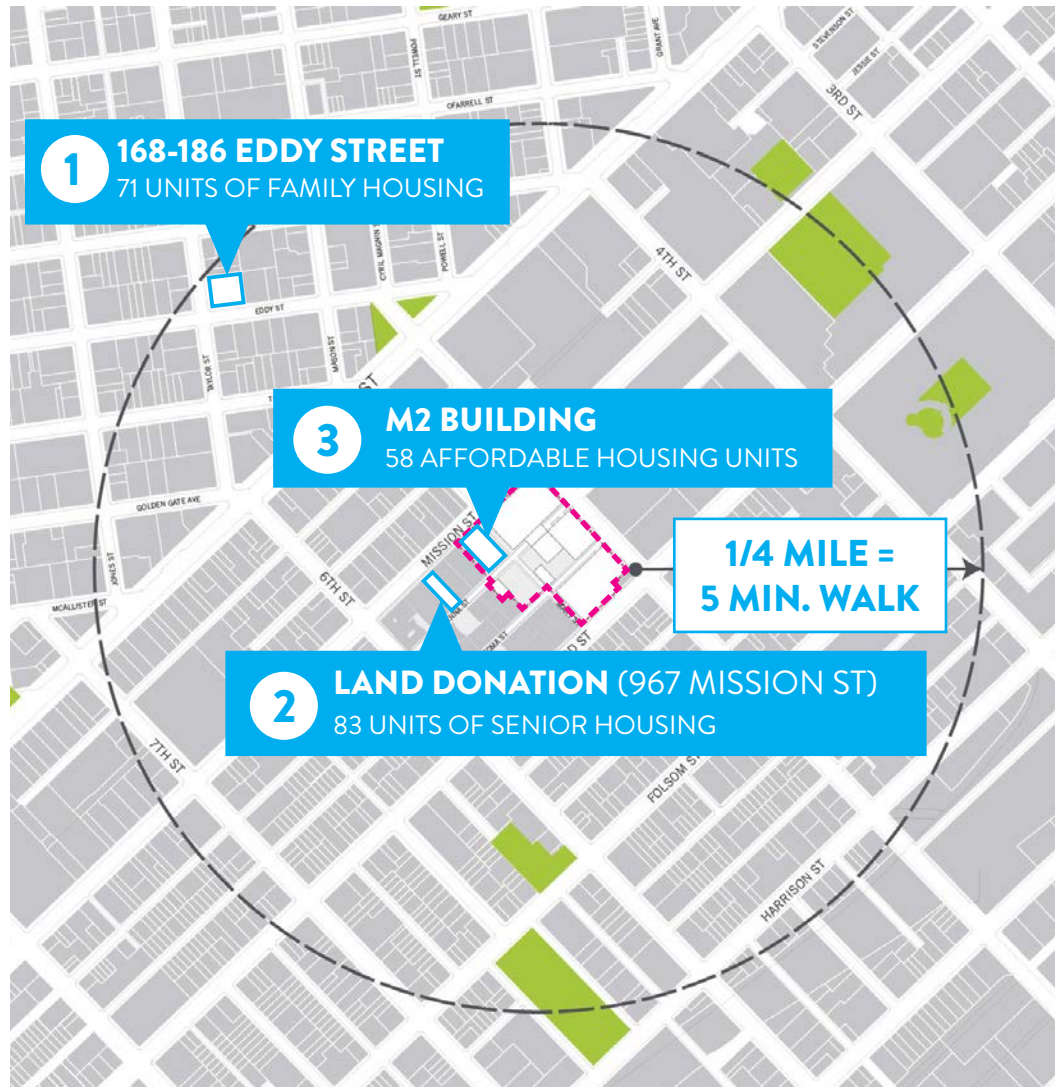 GEARY ST
POWELL ST
GRANT AVE
STEVENSON ST
JESSIE ST
OFARRELL ST
3RD ST
1
168-186 EDDY STREET
71 UNITS OF FAMILY HOUSING
CYRIL MAGNIN S
POWELL ST
4TH ST
EDDY ST
TAYLOR ST
MASON ST
ST
3
M2 BUILDING
58 AFFORDABLE HOUSING UNITS
GOLDEN GATE AVE
MISSION ST
JONES ST
6TH ST
1/4 MILE =
5 MIN. WALK
MCALLISTER ST
2
LAND DONATION (967 MISSION ST)
83 UNITS OF SENIOR HOUSING
7TH ST
FOLSOM ST
HARRISON ST